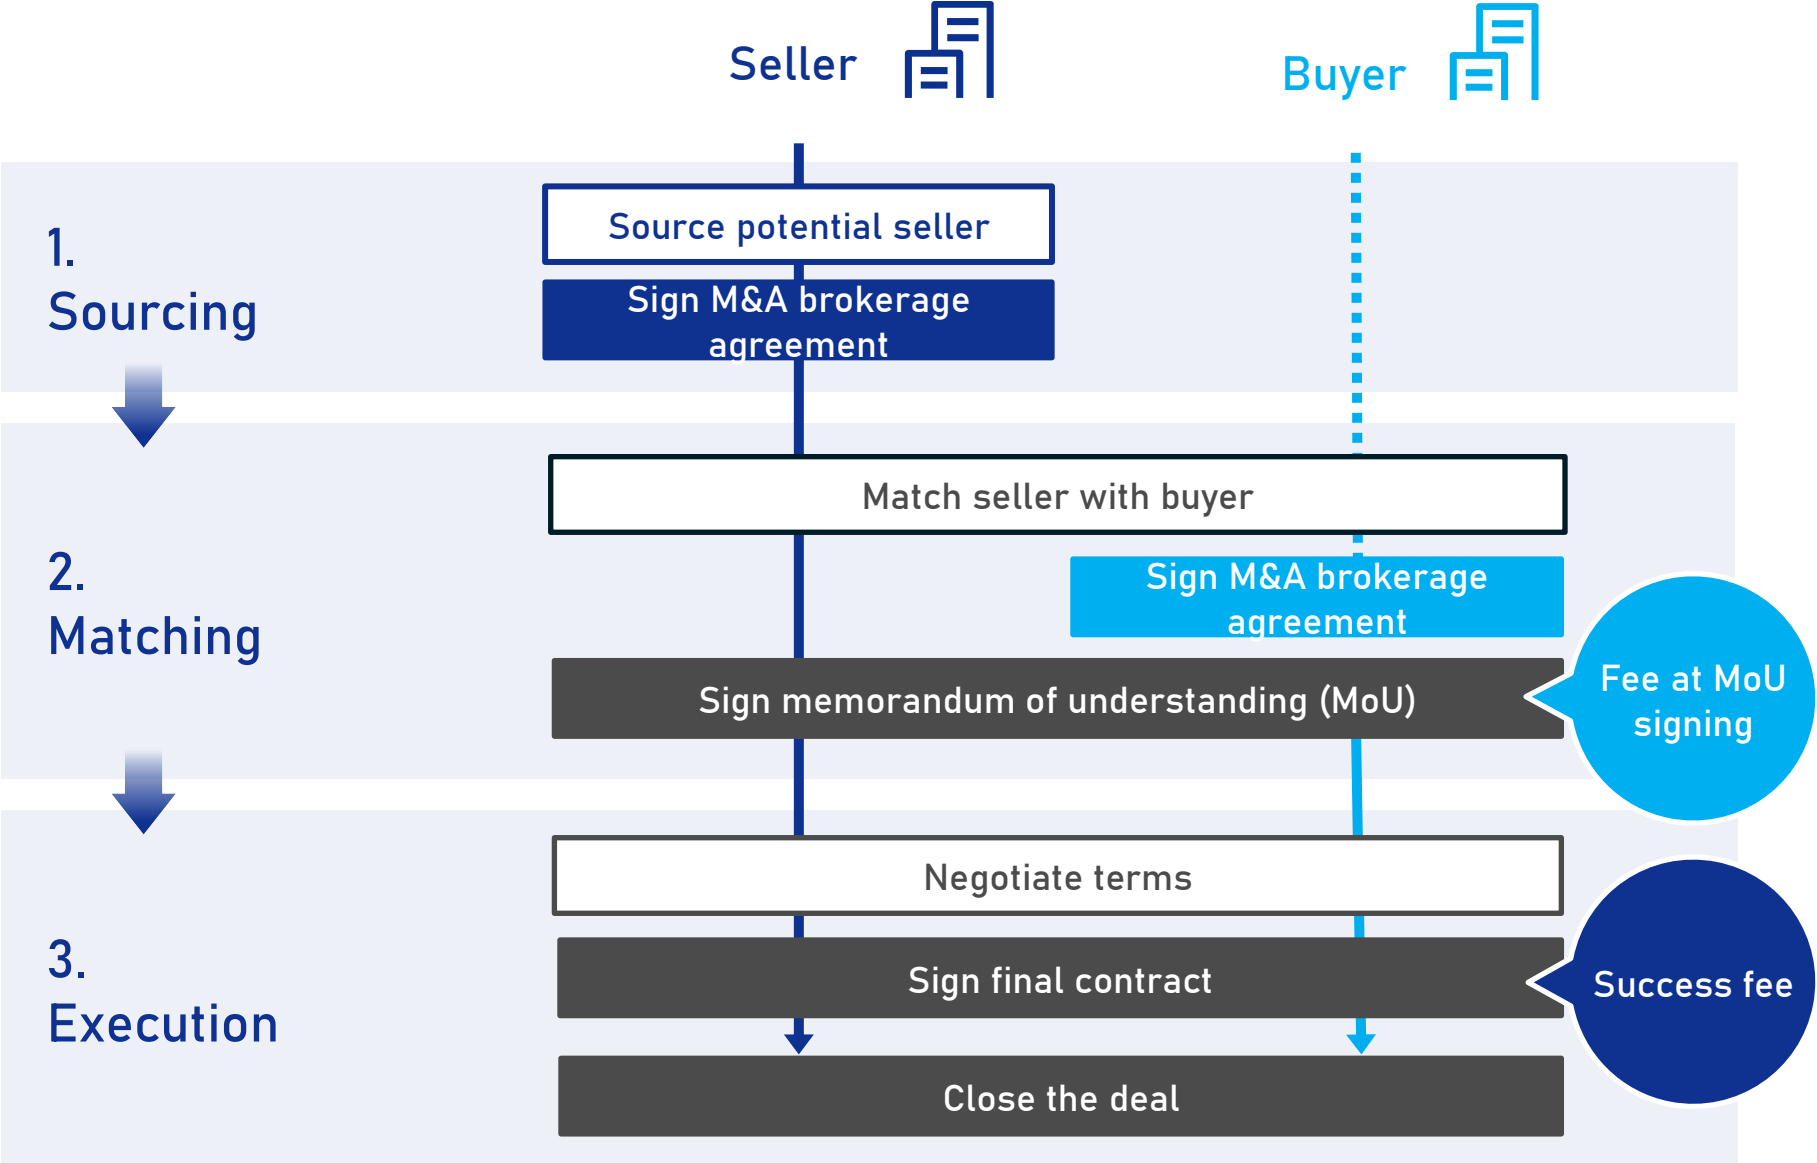 Seller
Buyer
1.
Sourcing
Source potential seller
Sign M&A brokerage
agreement
2.
Matching
Match seller with buyer
Sign M&A brokerage
agreement
Sign memorandum of understanding (MoU)
Fee at MoU
signing
3.
Execution
Negotiate terms
Sign final contract
Success fee
Close the deal